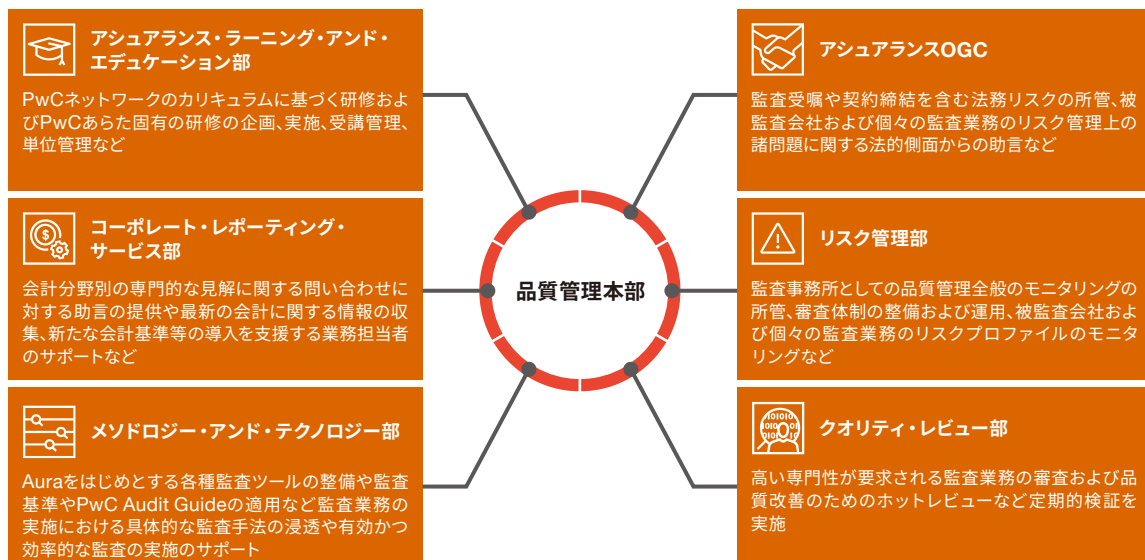 アシュアランス・ラーニング・アンド・
エデュケーション部
PwCネットワークのカリキュラムに基づく研修およ
びPwCあらた固有の研修の企画、実施、受講管理、
単位管理など
コーポレート・レポーティング・
サービス部
会計分野別の専門的な見解に関する問い合わせに
対する助言の提供や最新の会計に関する情報の収
集、新たな会計基準等の導入を支援する業務担当者
のサポートなど
メソドロジー・アンド・テクノロジー部
Auraをはじめとする各種監査ツールの整備や監査
基準やPwC Audit Guideの適用など監査業務の
実施における具体的な監査手法の浸透や有効かつ
効率的な監査の実施のサポート
品質管理本部
アシュアランスOGC
監査受嘱や契約締結を含む法務リスクの所管、被
監査会社および個々の監査業務のリスク管理上の
諸問題に関する法的側面からの助言など
リスク管理部
監査事務所としての品質管理全般のモニタリングの
所管、審査体制の整備および運用、被監査会社およ
び個々の監査業務のリスクプロファイルのモニタ
リングなど
クオリティ・レビュー部
高い専門性が要求される監査業務の審査および品
質改善のためのホットレビューなど定期的検証を
実施